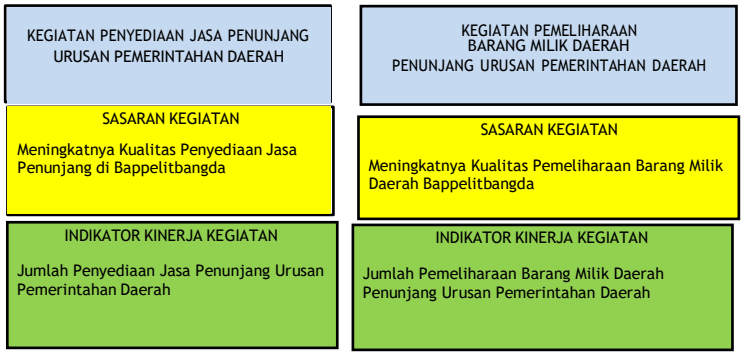 KEGIATAN PENYEDIAAN JASA PENUNJANG
URUSAN PEMERINTAHAN DAERAH
SASARAN KEGIATAN
Meningkatnya Kualitas Penyediaan Jasa
Penunjang di Bappelitbangda
INDIKATOR KINERJA KEGIATAN
Jumlah Penyediaan Jasa Penunjang Urusan
Pemerintahan Daerah
KEGIATAN PEMELIHARAAN
BARANG MILIK DAERAH
PENUNJANG URUSAN PEMERINTAHAN DAERAH
SASARAN KEGIATAN
Meningkatnya Kualitas Pemeliharaan Barang Milik
Daerah Bappelitbangda
INDIKATOR KINERJA KEGIATAN
Jumlah Pemeliharaan Barang Milik Daerah
Penunjang Urusan Pemerintahan Daerah